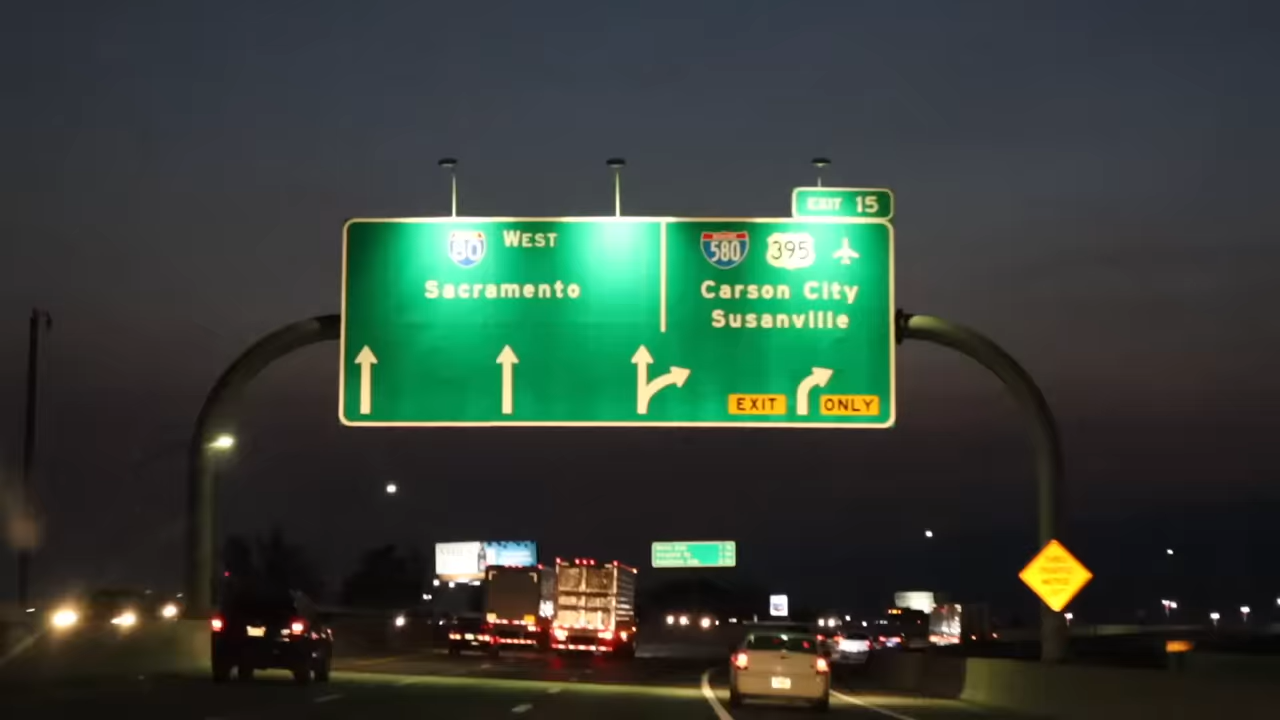 EXIT 15
80 WEST
Sacramento
580 395
Carson City
Susanville
EXIT ONLY